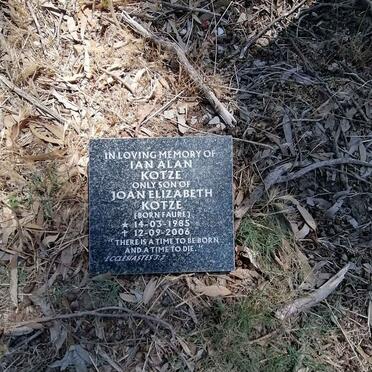 IN LOVING MEMORY OF
IAN ALAN
KOTZE
ONLY SON OF
JOAN ELIZABETH
KOTZE
(BORN FAURE)
★ 14-03-1985
✝ 12-09-2006
"THERE IS A TIME TO BE BORN
AND A TIME TO DIE."
ECCLESIASTES 3:2